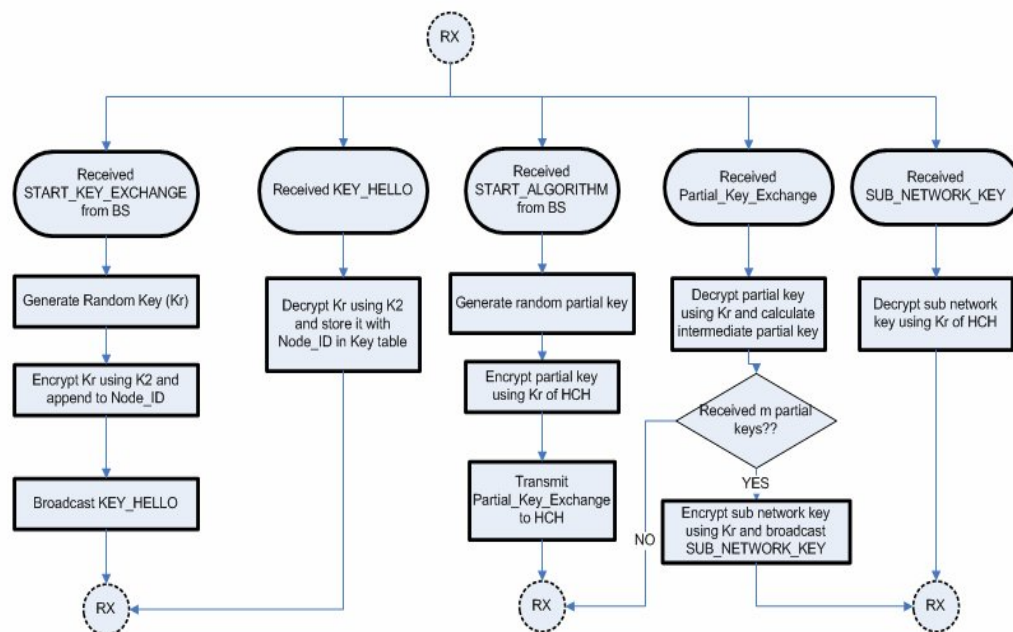 RX
Received
START_KEY_EXCHANGE
from BS
Received KEY_HELLO
Received
START_ALGORITHM
from BS
Received
Partial_Key_Exchange
Received
SUB_NETWORK_KEY
Generate Random Key (Kr)
Decrypt Kr using K2
and store it with
Node_ID in Key table
Generate random partial key
Decrypt partial key
using Kr and calculate
intermediate partial key
Decrypt sub network
key using Kr of HCH
Encrypt Kr using K2 and
append to Node_ID
Encrypt partial key
using Kr of HCH
Received m partial
keys??
Broadcast KEY_HELLO
Transmit
Partial_Key_Exchange
to HCH
YES
NO
Encrypt sub network key
using Kr and broadcast
SUB_NETWORK_KEY
RX
RX
RX